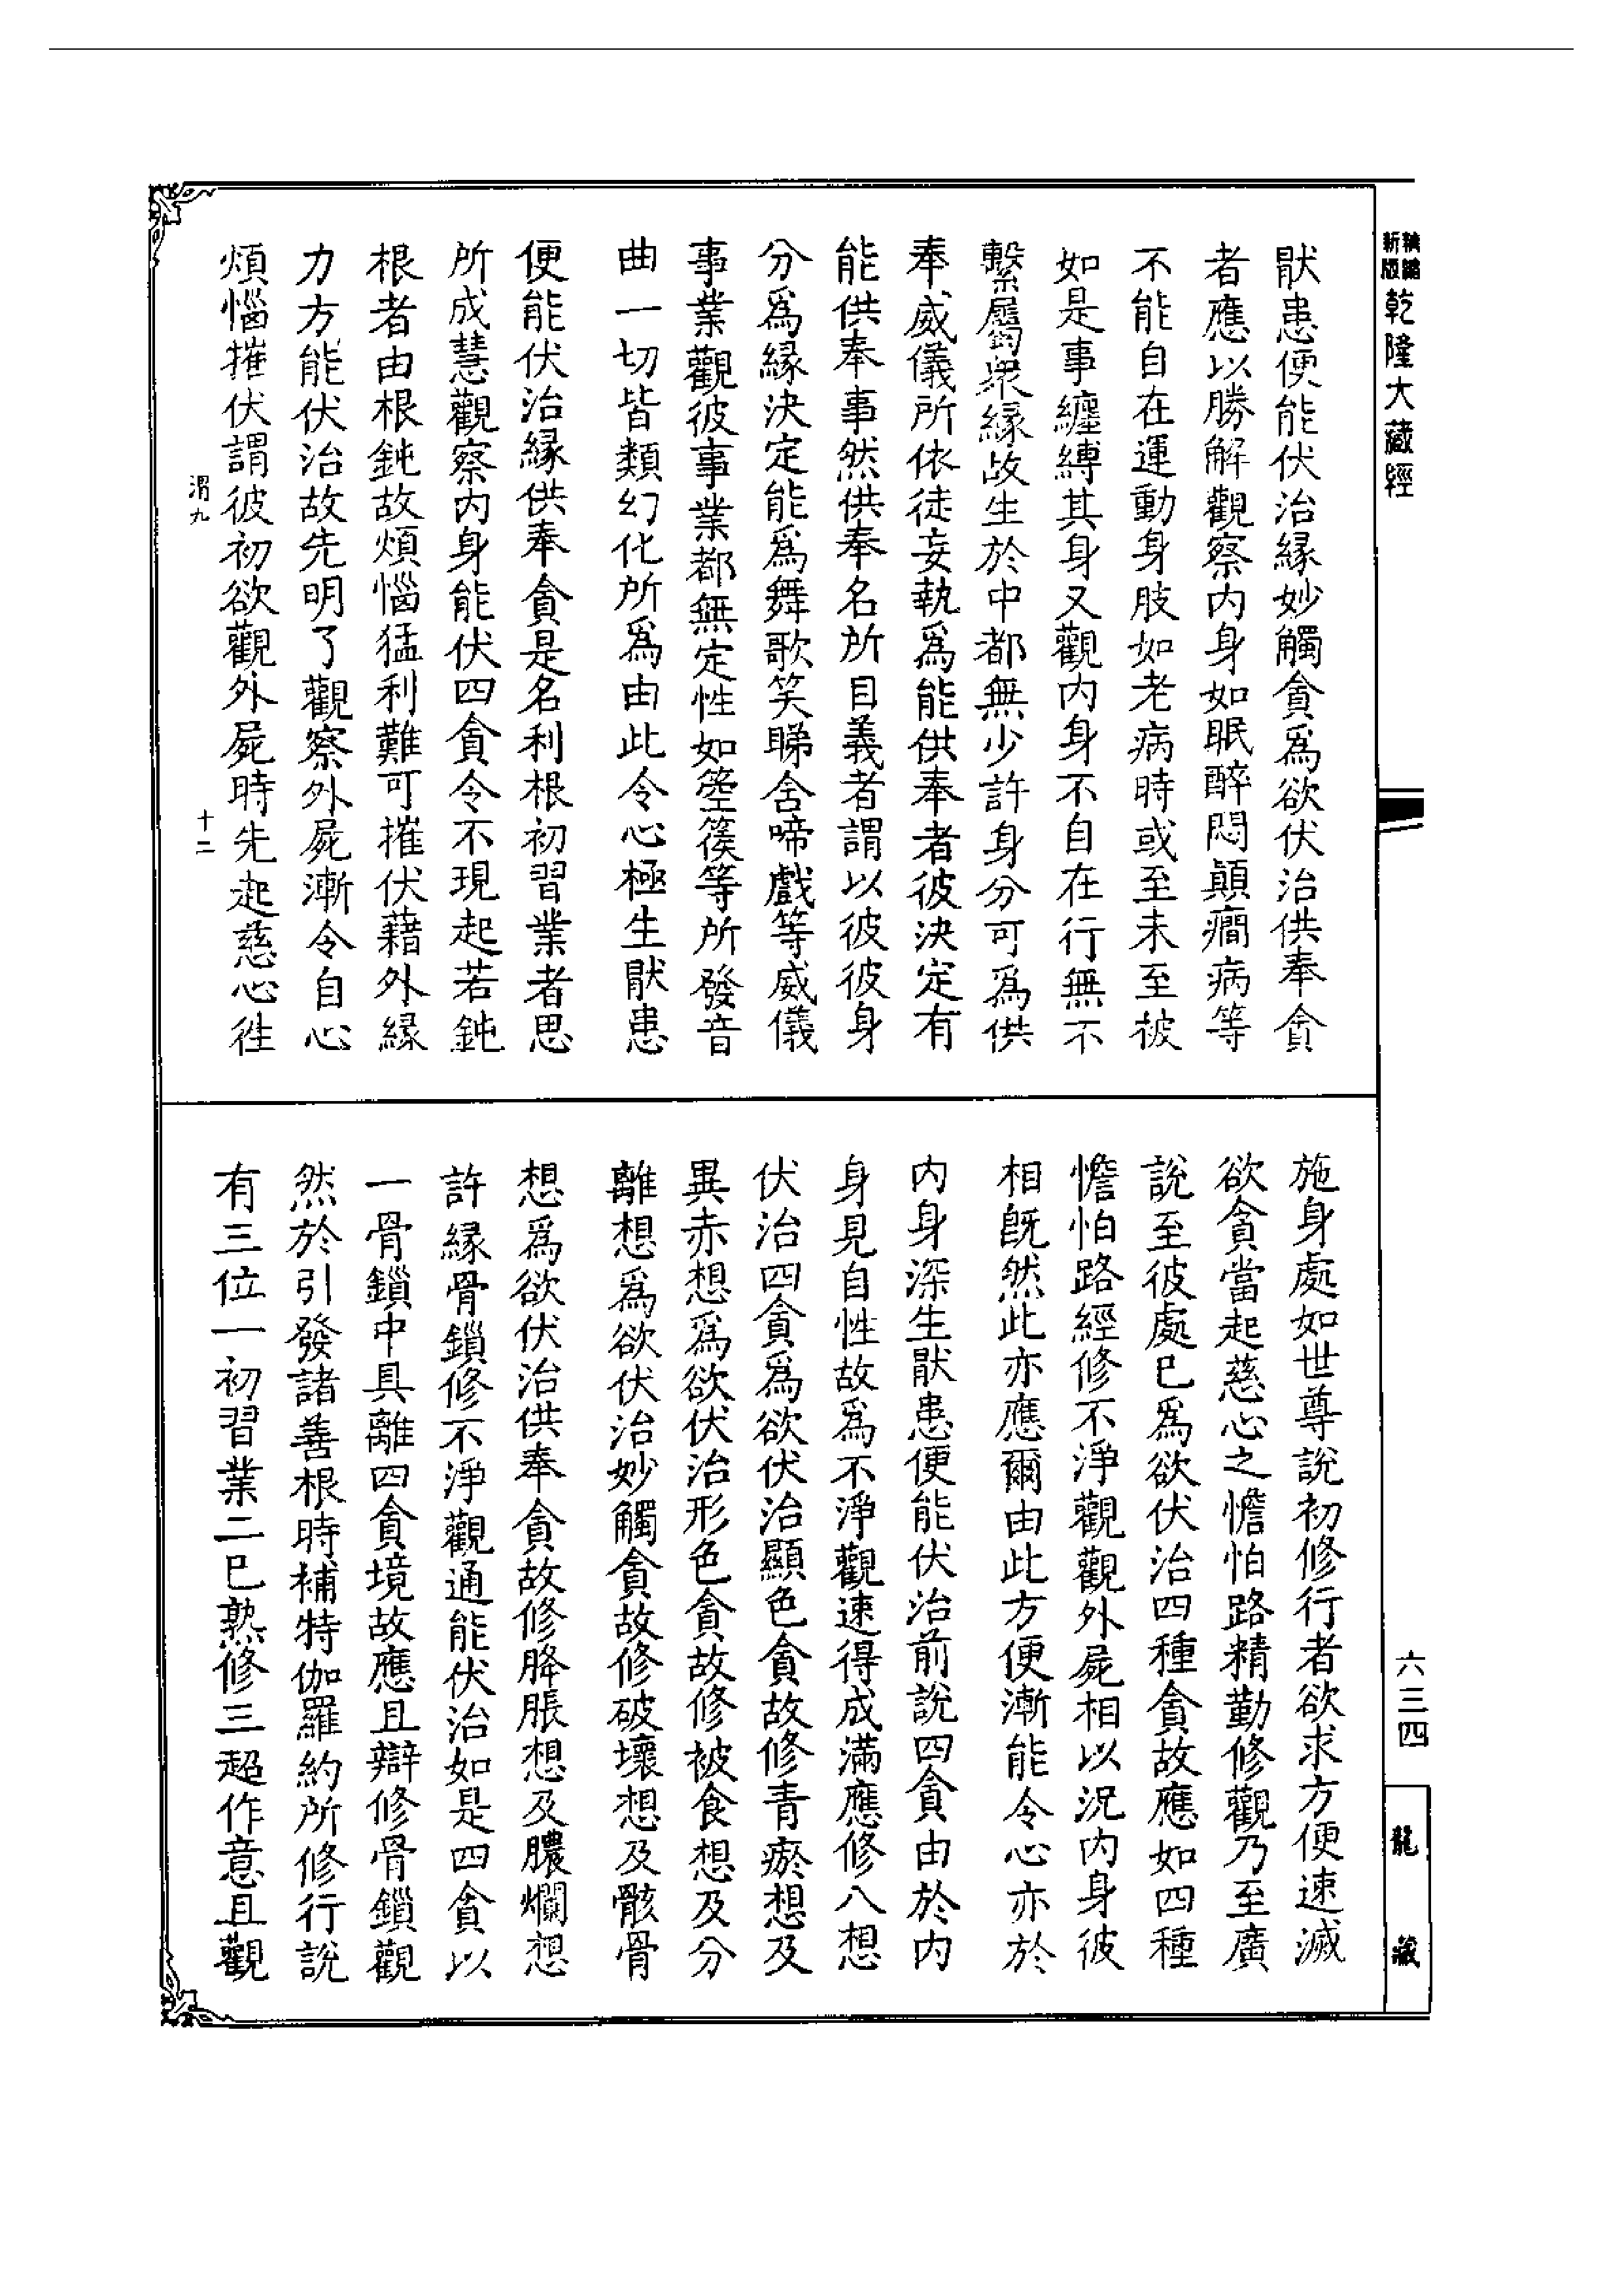 精縮新版乾隆大藏經
猒患便能伏治緣妙觸貪爲欲伏治供奉貪
者應以勝解觀察內身如眠醉悶顛癎病等
不能自在運動身肢如老病時或至未至被
如是事纏縛其身又觀內身不自在行無不
繫屬衆緣故生於中都無少許身分可爲供
奉威儀所依徒妄執爲能供奉者彼決定有
能供奉事然供奉名所目義者謂以彼彼身
分爲緣決定能爲舞歌笑睇含啼戲等威儀
事業觀彼事業都無定性如箜篌等所發音
曲一切皆類幻化所爲由此令心極生猒患
便能伏治緣供奉貪是名利根初習業者思
所成慧觀察內身能伏四貪令不現起若鈍
根者由根鈍故煩惱猛利難可摧伏藉外緣
力方能伏治故先明了觀察外屍漸令自心
煩惱摧伏謂彼初欲觀外屍時先起慈心徃
渭九 十二
施身處如世尊說初修行者欲求方便速滅
欲貪當起慈心之憺怕路精勤修觀乃至廣
說至彼處已爲欲伏治四種貪故應如四種
憺怕路經修不淨觀觀外屍相以況內身彼
相旣然此亦應爾由此方便漸能令心亦於
內身深生猒患便能伏治前說四貪由於內
身見自性故爲不淨觀速得成滿應修八想
伏治四貪爲欲伏治顯色貪故修青瘀想及
異赤想爲欲伏治形色貪故修被食想及分
離想爲欲伏治妙觸貪故修破壞想及骸骨
想爲欲伏治供奉貪故修胮脹想及膿爛想
許緣骨鎖修不淨觀通能伏治如是四貪以
一骨鎖中具離四貪境故應且辯修骨鎖觀
然於引發諸善根時補特伽羅約所修行說
有三位一初習業二已熟修三超作意且觀
六三四
龍藏